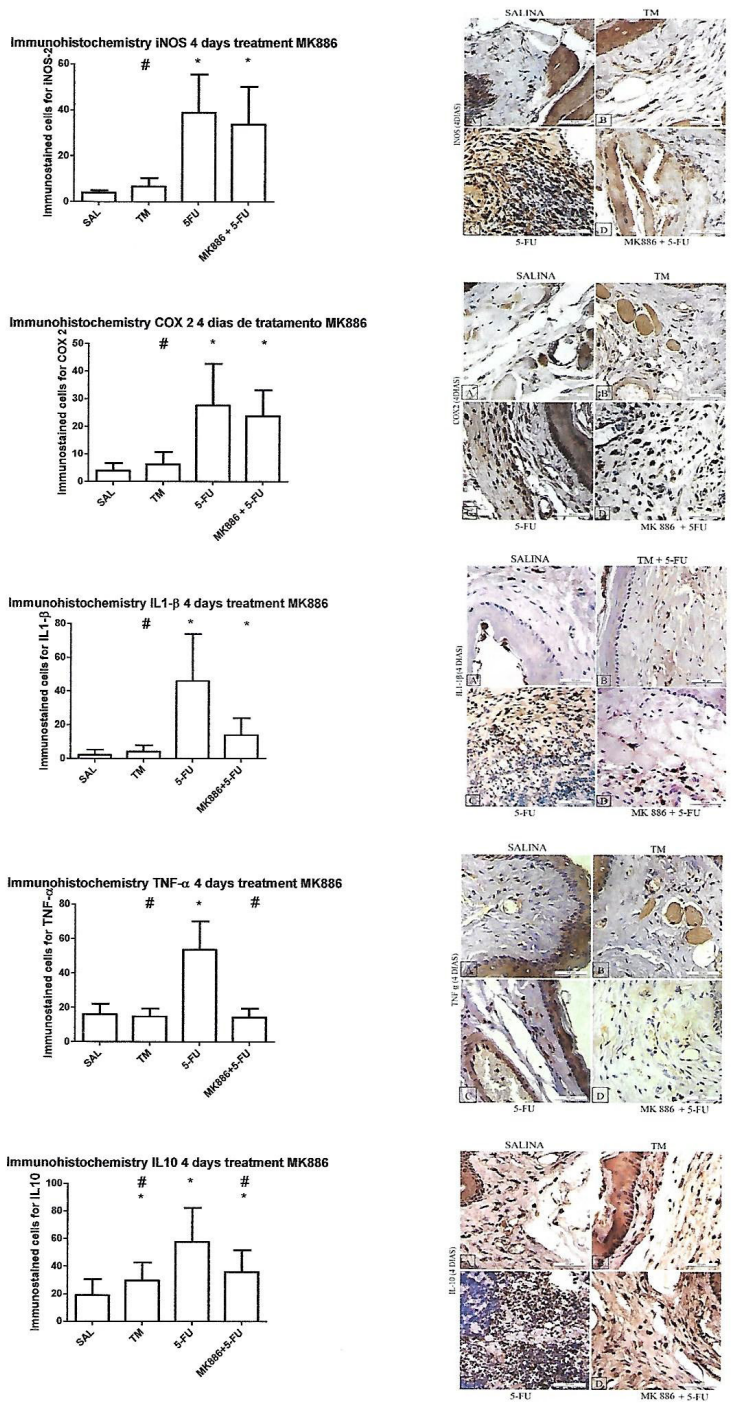 Immunohistochemistry iNOS 4 days treatment MK886
Immunostained cells for iNOS-2
60
40
20
0
#
*
*
SAL
TM
5FU
MK886 + 5-FU
SALINA
TM
INOS (4DIAS)
A
B
C
D
5-FU
MK886 + 5-FU
Immunohistochemistry COX 2 4 dias de tratamento MK886
Immunostained cells for COX 2
50
40
30
20
10
0
#
*
*
SAL
TM
5-FU
MK886 + 5-FU
SALINA
TM
COX2 (4DIAS)
A
B
C
D
5-FU
MK 886 + 5FU
Immunohistochemistry IL1-β 4 days treatment MK886
Immunostained cells for IL1-β
80
60
40
20
0
#
*
*
SAL
TM
5-FU
MK886+5-FU
SALINA
TM + 5-FU
IL1-1β (4 DIAS)
A
B
C
D
5-FU
MK 886 + 5-FU
Immunohistochemistry TNF-α 4 days treatment MK886
Immunostained cells for TNF-α
80
60
40
20
0
#
*
#
SAL
TM
5-FU
MK886+5-FU
SALINA
TM
TNF α (4 DIAS)
A
B
C
D
5-FU
MK 886 + 5-FU
Immunohistochemistry IL10 4 days treatment MK886
Immunostained cells for IL10
100
80
60
40
20
0
# * #
* *
SAL
TM
5-FU
MK886+5-FU
SALINA
TM
IL-10 (4 DIAS)
D
5-FU
MK 886 + 5-FU